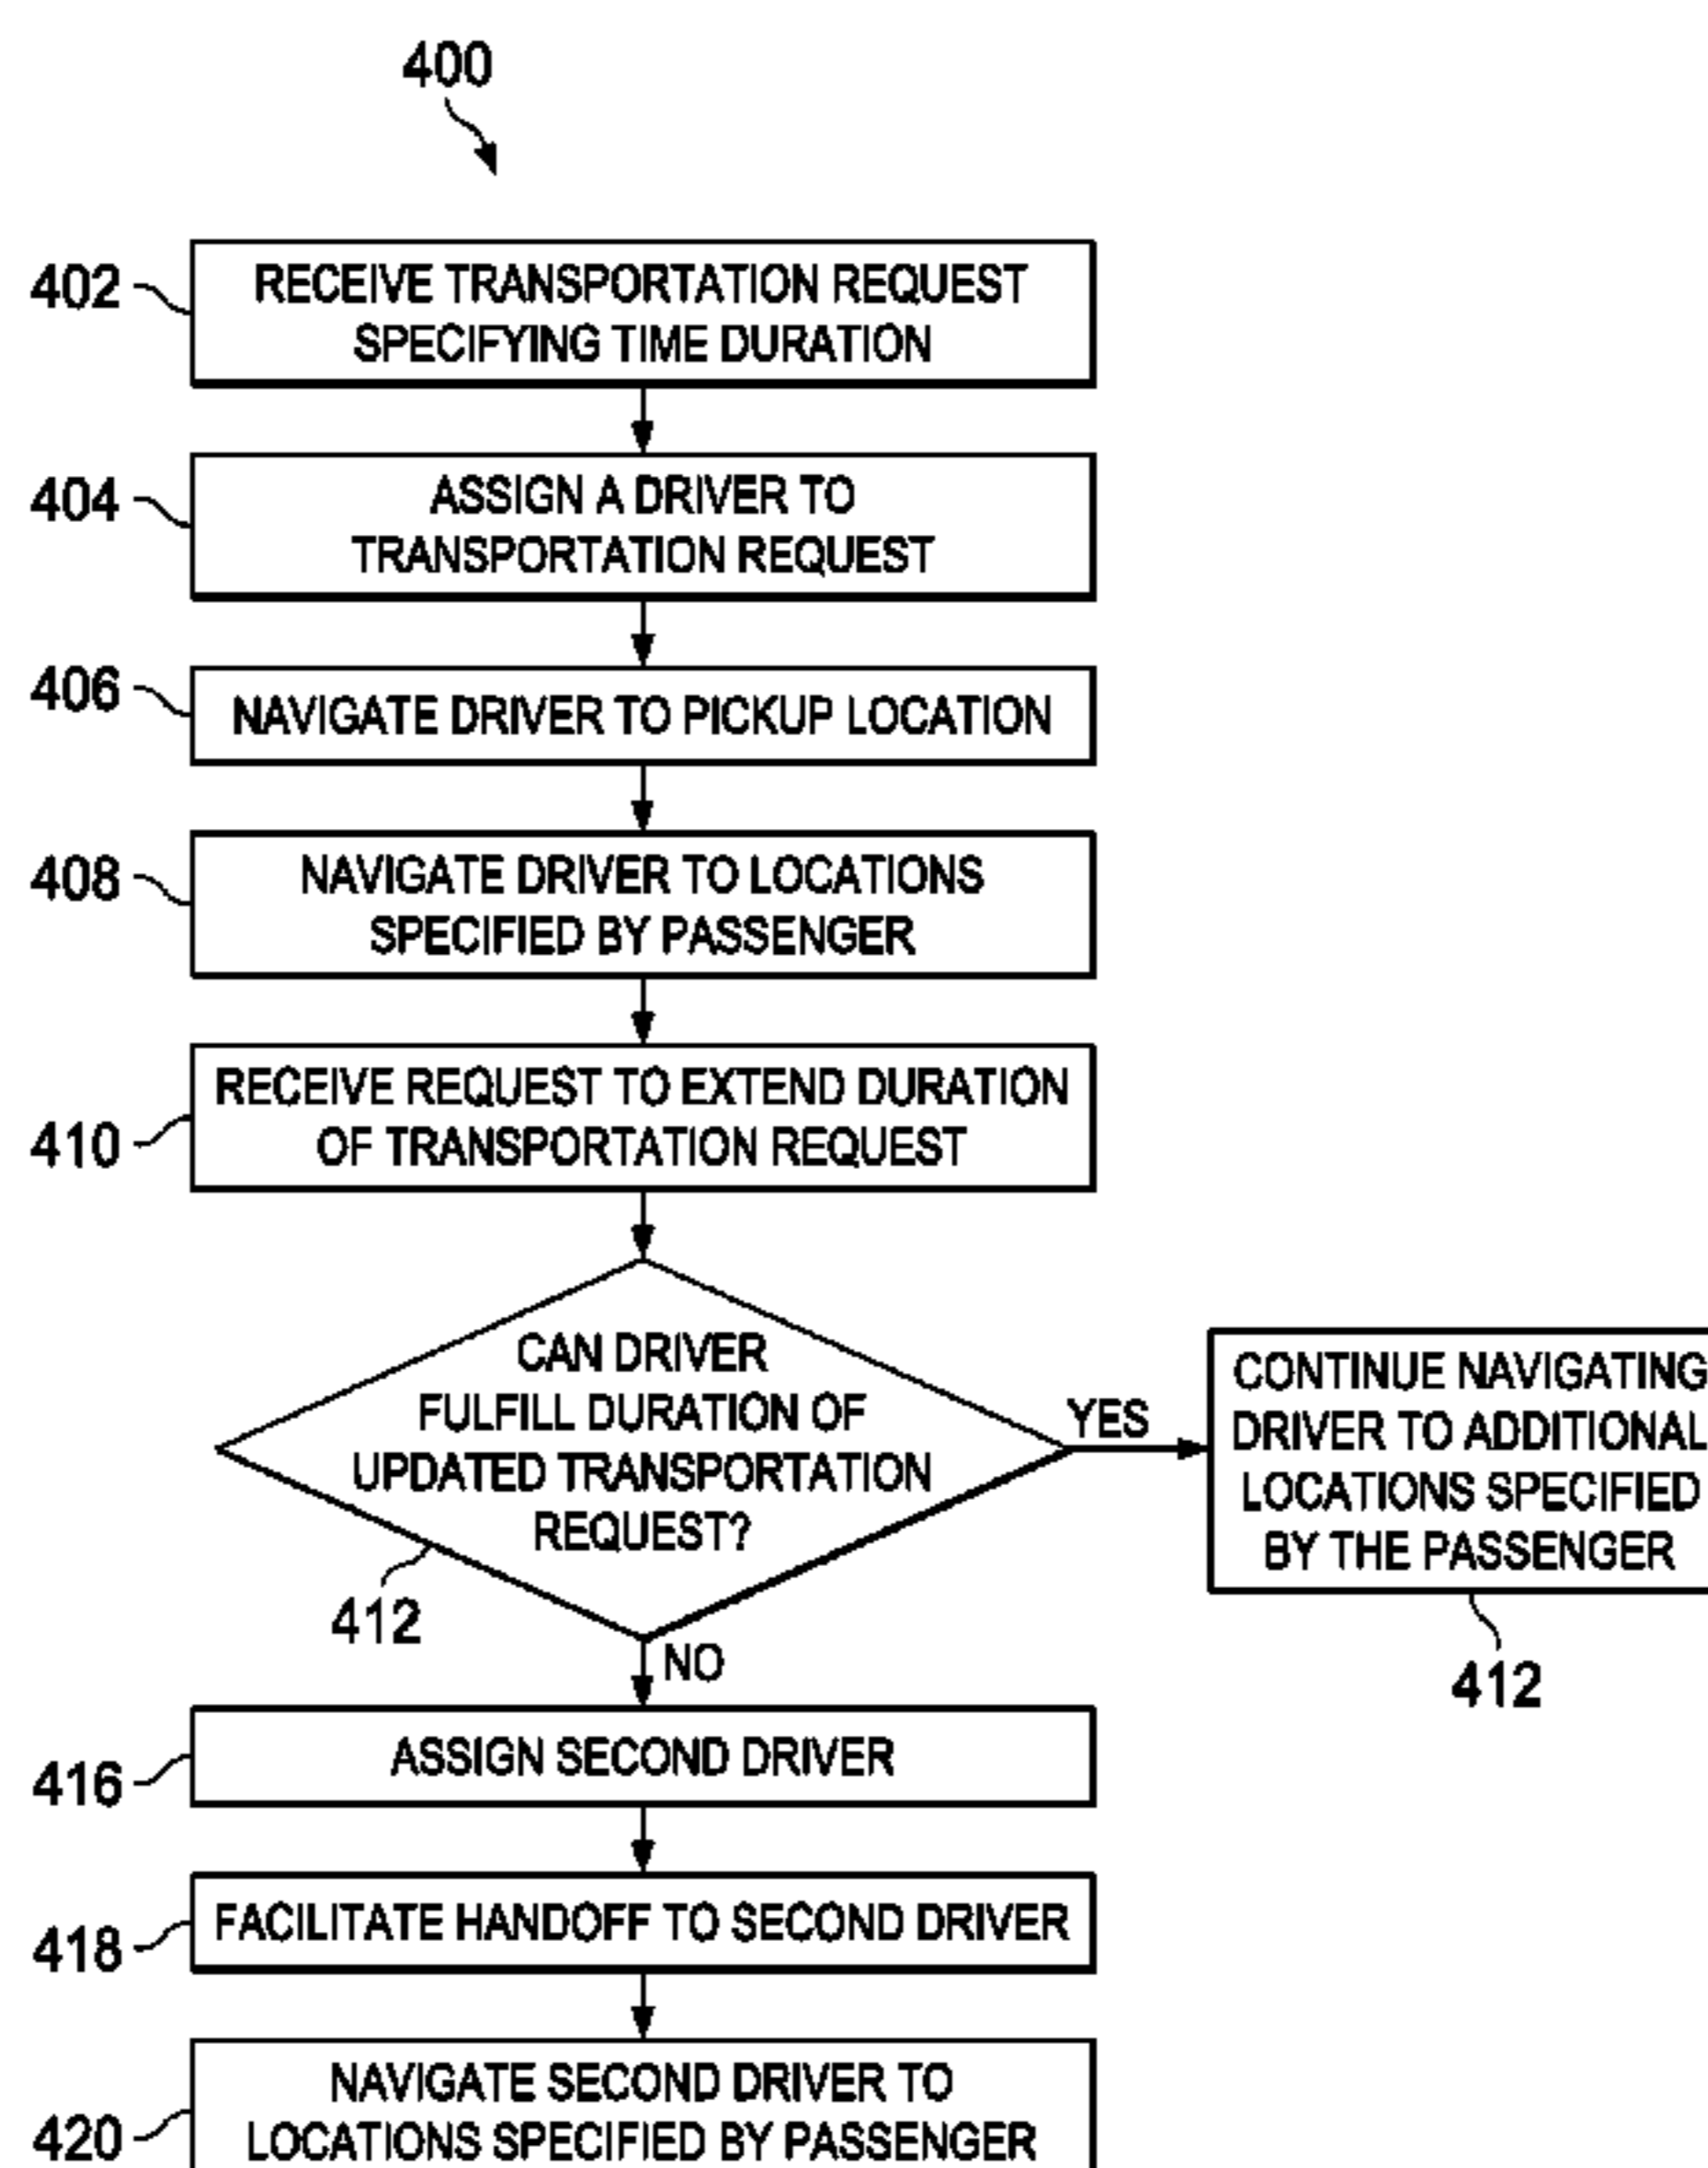 400
402
RECEIVE TRANSPORTATION REQUEST
SPECIFYING TIME DURATION
404
ASSIGN A DRIVER TO
TRANSPORTATION REQUEST
406
NAVIGATE DRIVER TO PICKUP LOCATION
408
NAVIGATE DRIVER TO LOCATIONS
SPECIFIED BY PASSENGER
410
RECEIVE REQUEST TO EXTEND DURATION
OF TRANSPORTATION REQUEST
CAN DRIVER
FULFILL DURATION OF
UPDATED TRANSPORTATION
REQUEST?
412
YES
CONTINUE NAVIGATING
DRIVER TO ADDITIONAL
LOCATIONS SPECIFIED
BY THE PASSENGER
412
NO
416
ASSIGN SECOND DRIVER
418
FACILITATE HANDOFF TO SECOND DRIVER
420
NAVIGATE SECOND DRIVER TO
LOCATIONS SPECIFIED BY PASSENGER